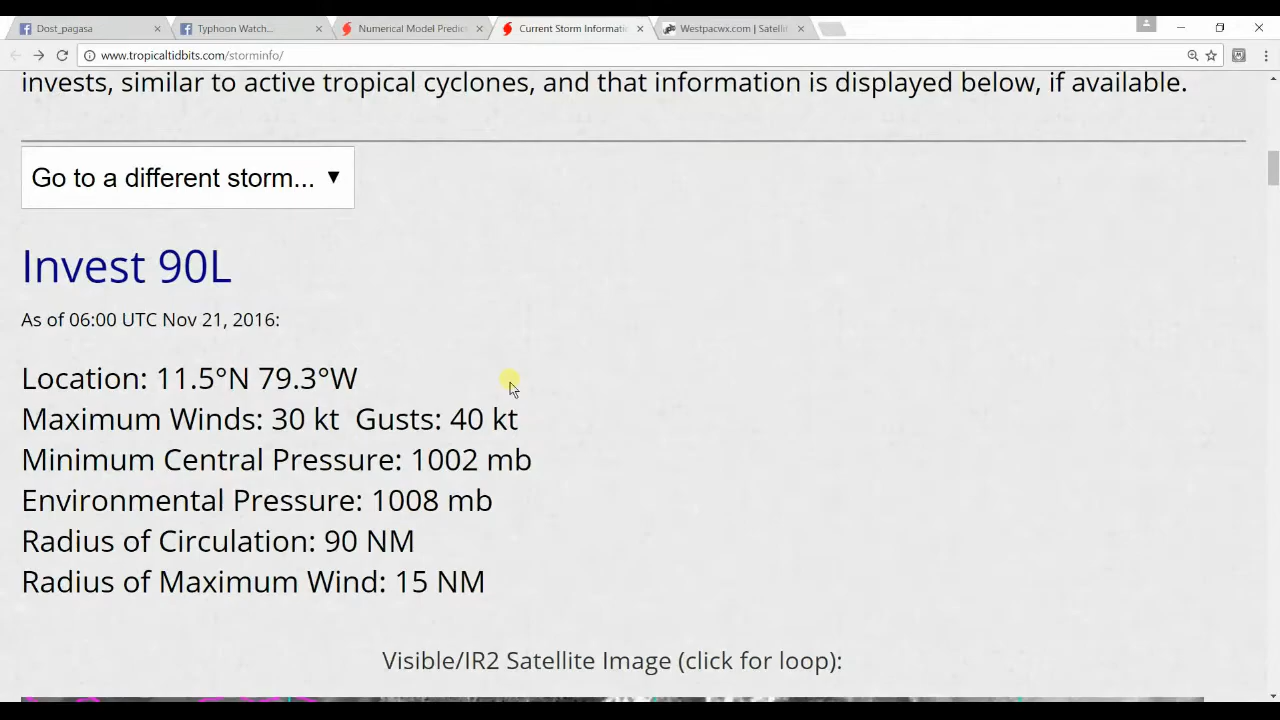 Dost_pagasa
Typhoon Watch...
Numerical Model Predic
Current Storm Informati
Westpacwx.com | Satelli
www.tropicaltidbits.com/storminfo/
invests, similar to active tropical cyclones, and that information is displayed below, if available.
Go to a different storm... ▼
Invest 90L
As of 06:00 UTC Nov 21, 2016:
Location: 11.5°N 79.3°W
Maximum Winds: 30 kt  Gusts: 40 kt
Minimum Central Pressure: 1002 mb
Environmental Pressure: 1008 mb
Radius of Circulation: 90 NM
Radius of Maximum Wind: 15 NM
Visible/IR2 Satellite Image (click for loop):